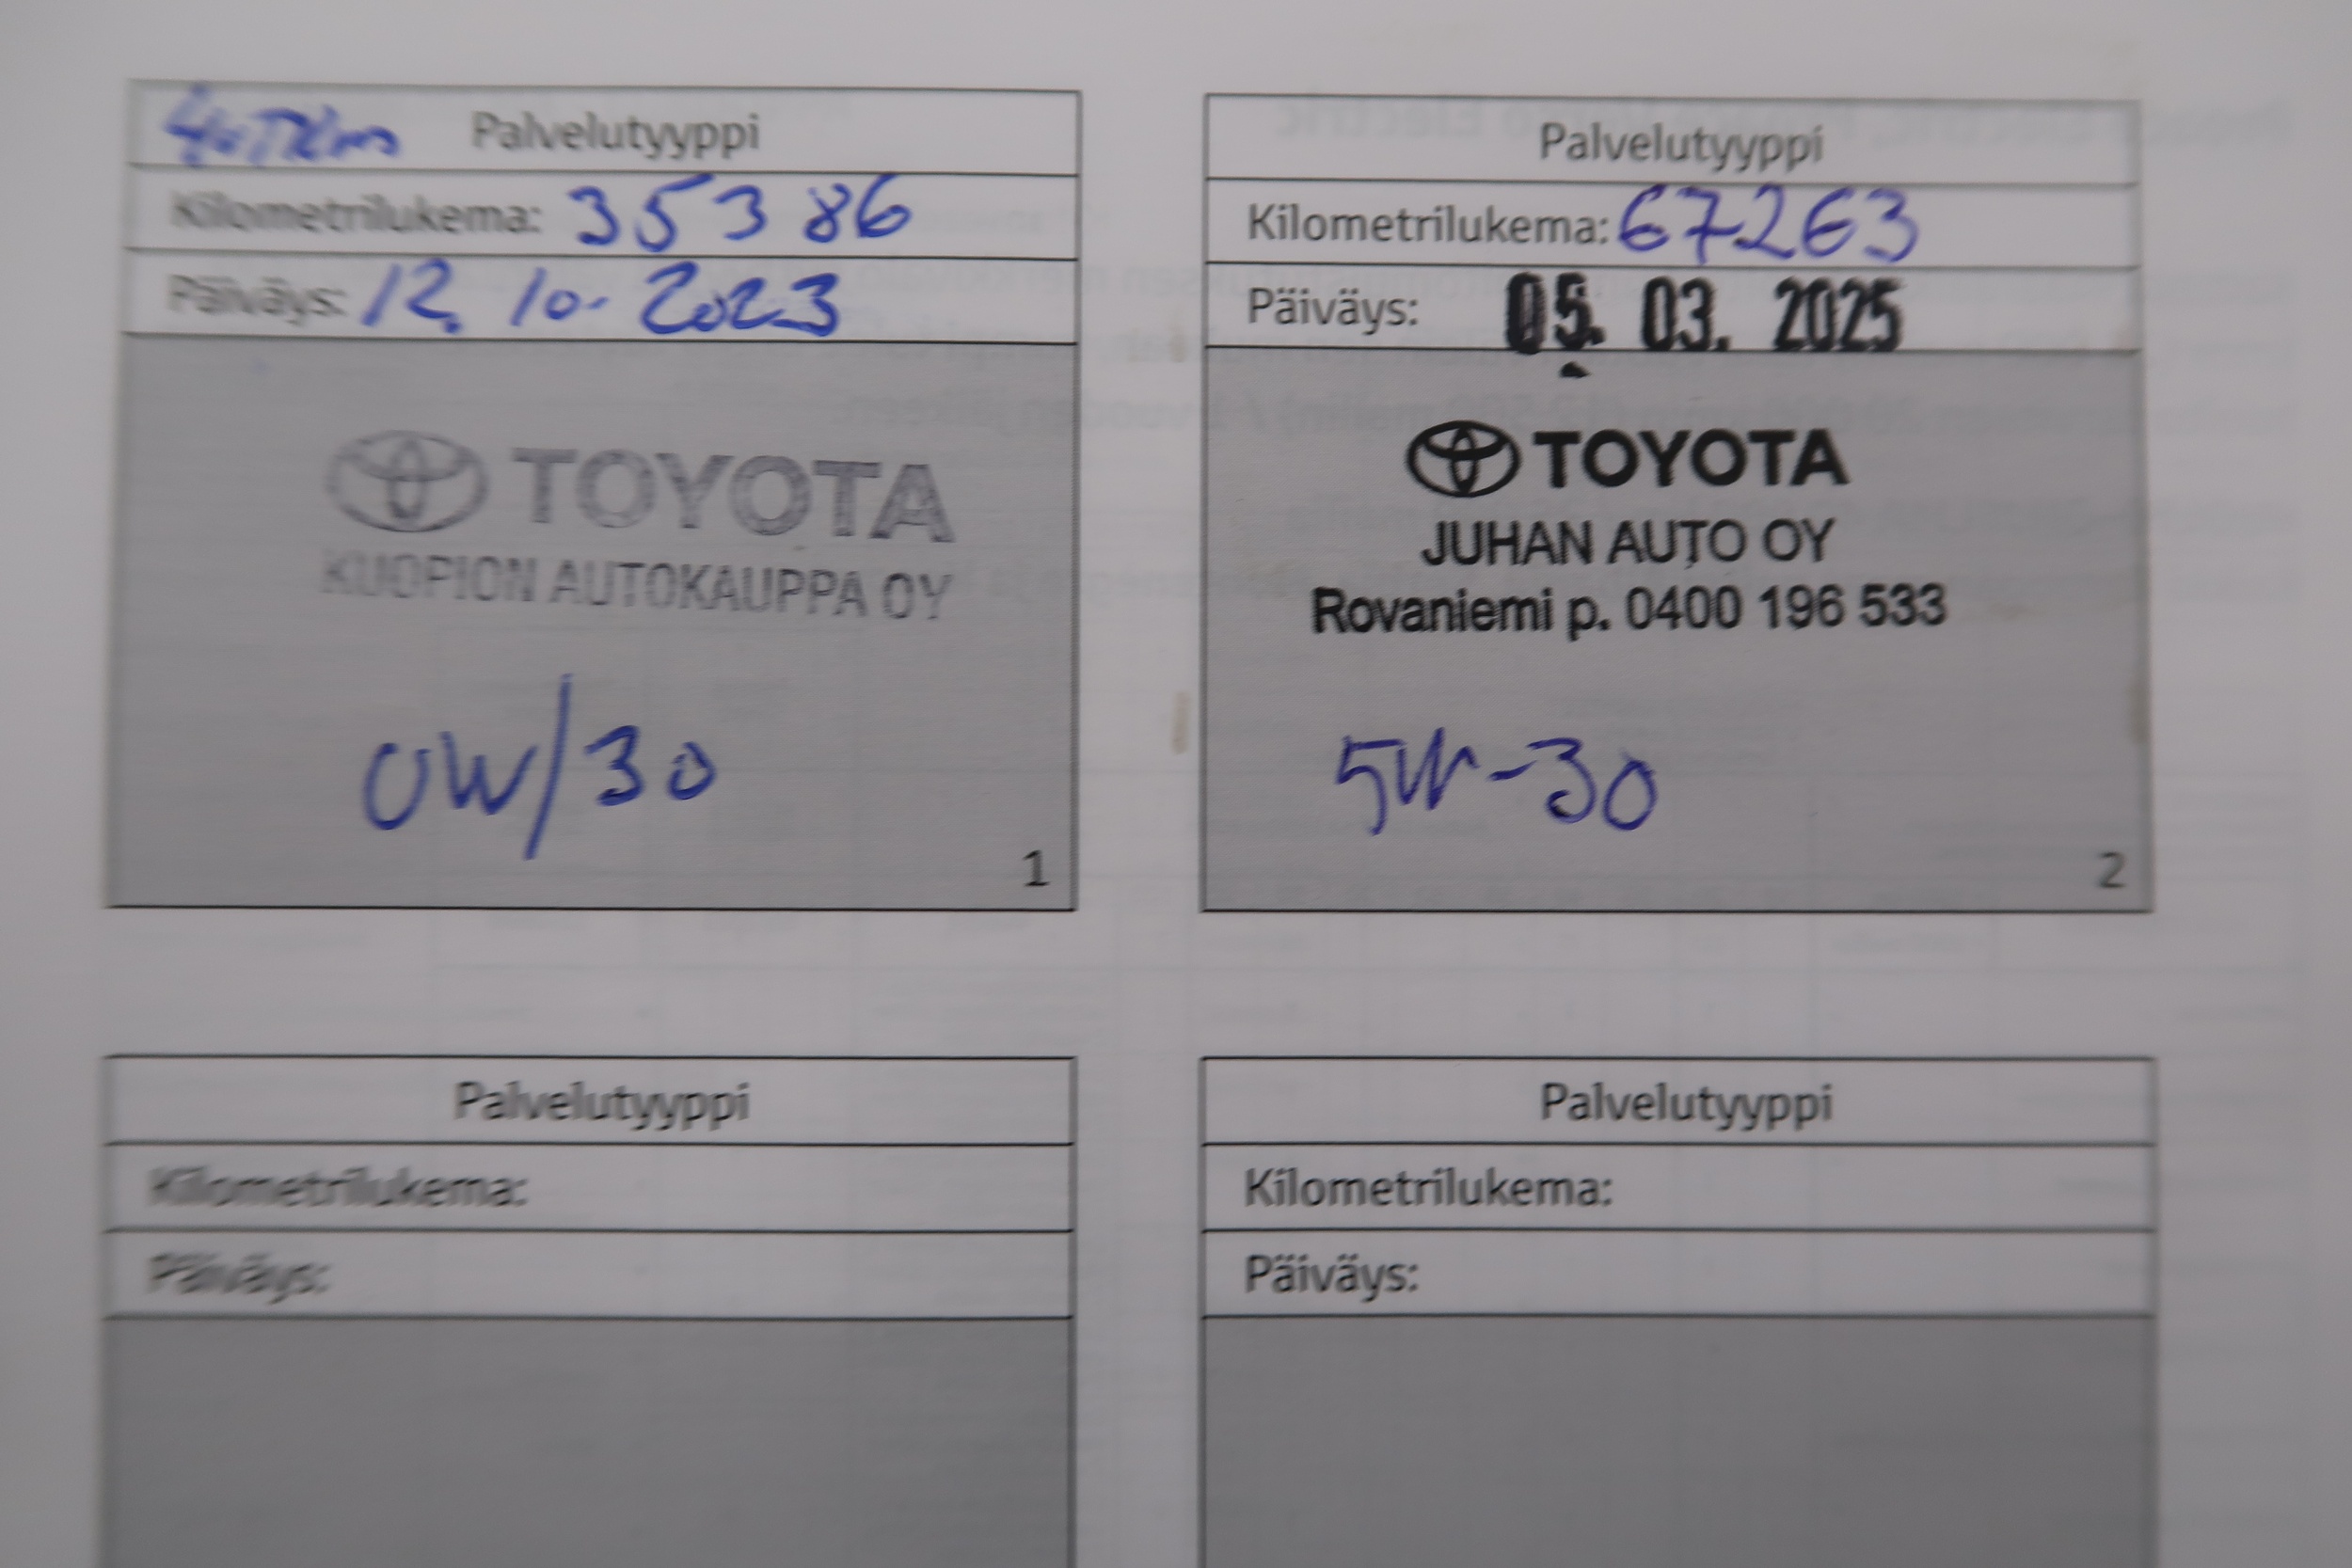 40TKm Palvelutyyppi
Kilometrilukema: 35386
Päiväys: 12.10.2023
TOYOTA
KUOPION AUTOKAUPPA OY
0W/30
1
Palvelutyyppi
Kilometrilukema: 67263
Päiväys: 05. 03. 2025
TOYOTA
JUHAN AUTO OY
Rovaniemi p. 0400 196 533
5W-30
2
Palvelutyyppi
Kilometrilukema:
Päiväys:
Palvelutyyppi
Kilometrilukema:
Päiväys: